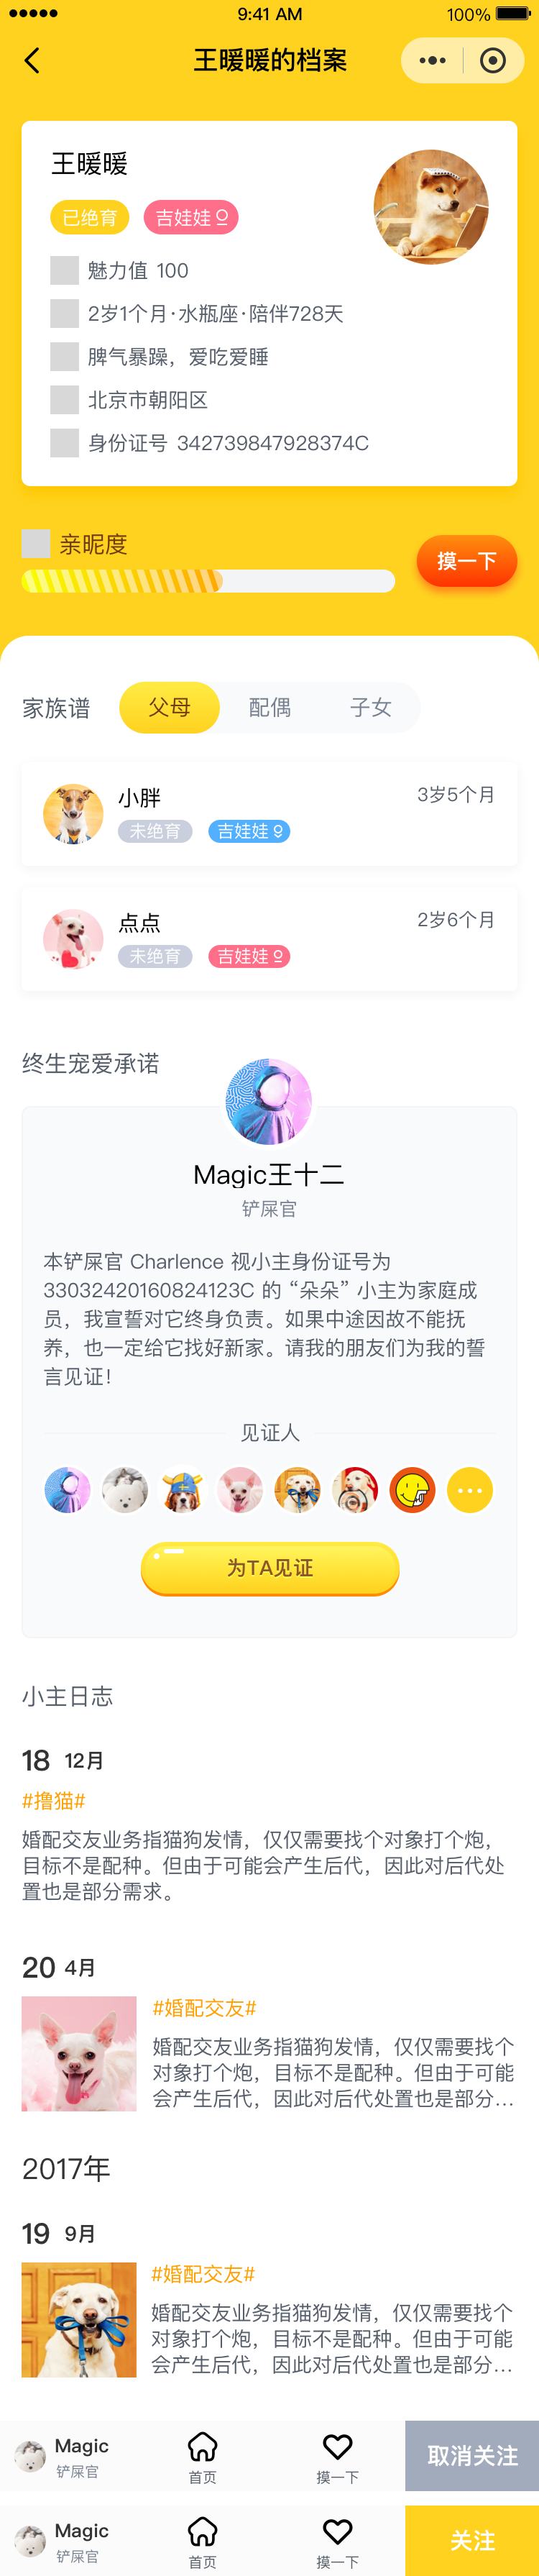 9:41 AM
100%
王暖暖的档案
王暖暖
已绝育
吉娃娃
魅力值 100
2岁1个月·水瓶座·陪伴728天
脾气暴躁，爱吃爱睡
北京市朝阳区
身份证号 342739847928374C
亲昵度
摸一下
家族谱
父母
配偶
子女
小胖
3岁5个月
未绝育
吉娃娃
点点
2岁6个月
未绝育
吉娃娃
终生宠爱承诺
Magic王十二
铲屎官
本铲屎官 Charlence 视小主身份证号为
33032420160824123C 的 “朵朵” 小主为家庭成
员，我宣誓对它终身负责。如果中途因故不能抚
养，也一定给它找好新家。请我的朋友们为我的誓
言见证！
见证人
为TA见证
小主日志
18 12月
#撸猫#
婚配交友业务指猫狗发情，仅仅需要找个对象打个炮，
目标不是配种。但由于可能会产生后代，因此对后代处
置也是部分需求。
20 4月
#婚配交友#
婚配交友业务指猫狗发情，仅仅需要找个
对象打个炮，目标不是配种。但由于可能
会产生后代，因此对后代处置也是部分...
2017年
19 9月
#婚配交友#
婚配交友业务指猫狗发情，仅仅需要找个
对象打个炮，目标不是配种。但由于可能
会产生后代，因此对后代处置也是部分...
Magic
铲屎官
首页
摸一下
取消关注
Magic
铲屎官
首页
摸一下
关注